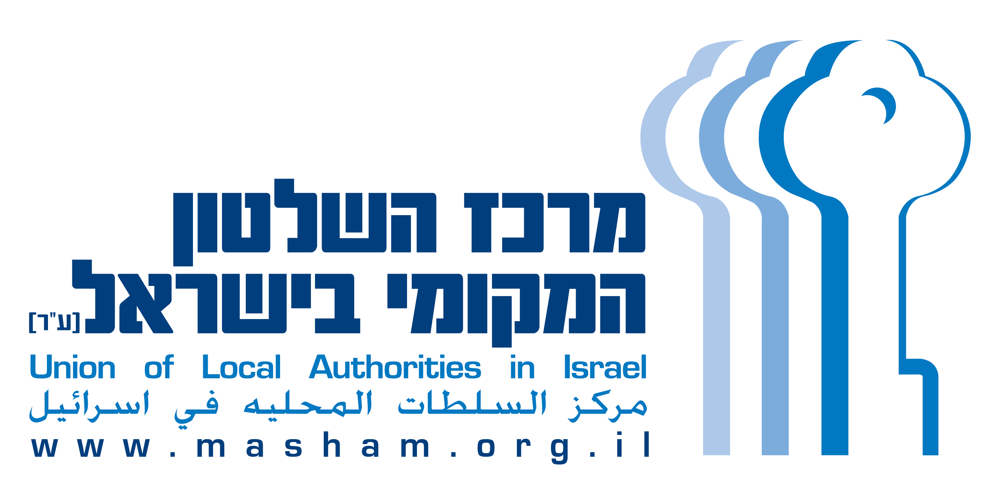 מרכז השלטון
המקומי בישראל [ע"ר]
Union of Local Authorities in Israel
مركز السلطات المحليه في اسرائيل
www.masham.org.il